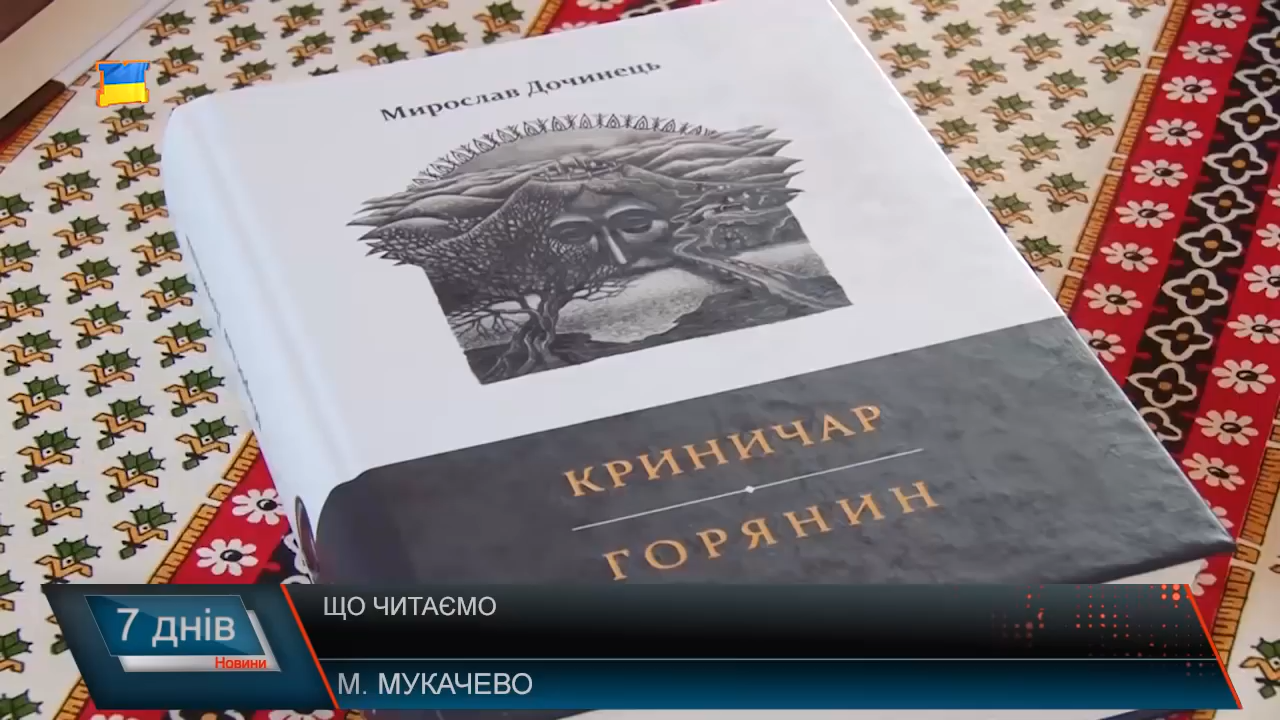 Мирослав Дочинець
КРИНИЧАР
ГОРЯНИН
7 днів
Новини
ЩО ЧИТАЄМО
М. МУКАЧЕВО